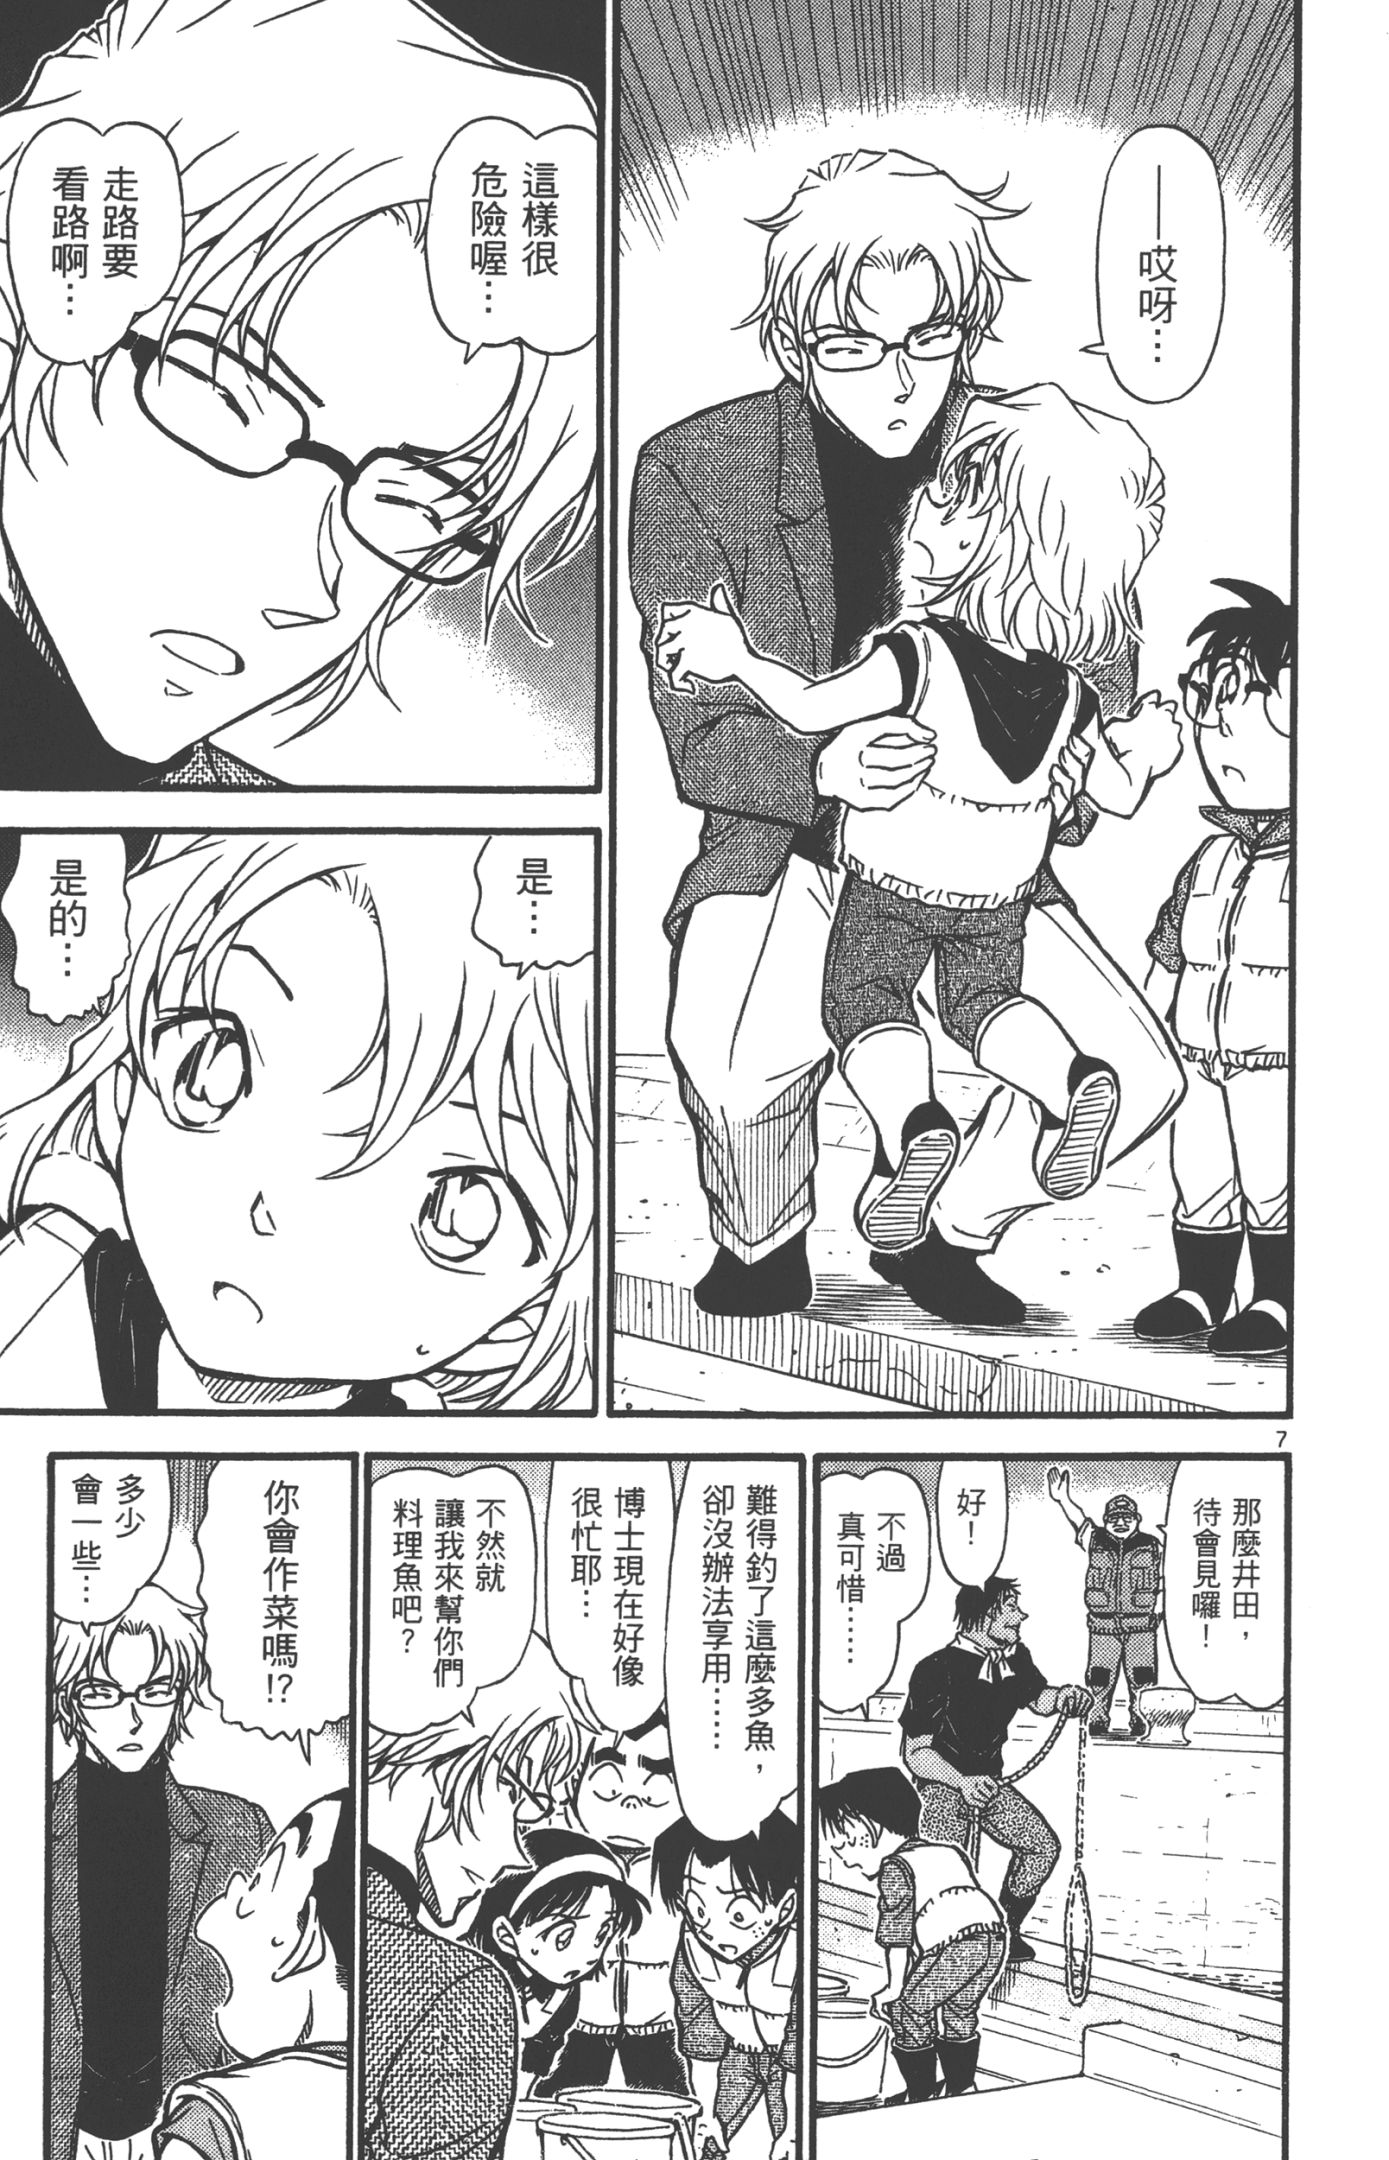 ——哎呀…
這樣很
危險喔…
走路要
看路啊…
是…
是的…
7
那麼井田，
待會見囉！
好！
不過
真可惜……
難得釣了這麼多魚，
卻沒辦法享用……
博士現在好像
很忙耶…
不然就
讓我來幫你們
料理魚吧？
你會作菜嗎!?
多少
會一些…